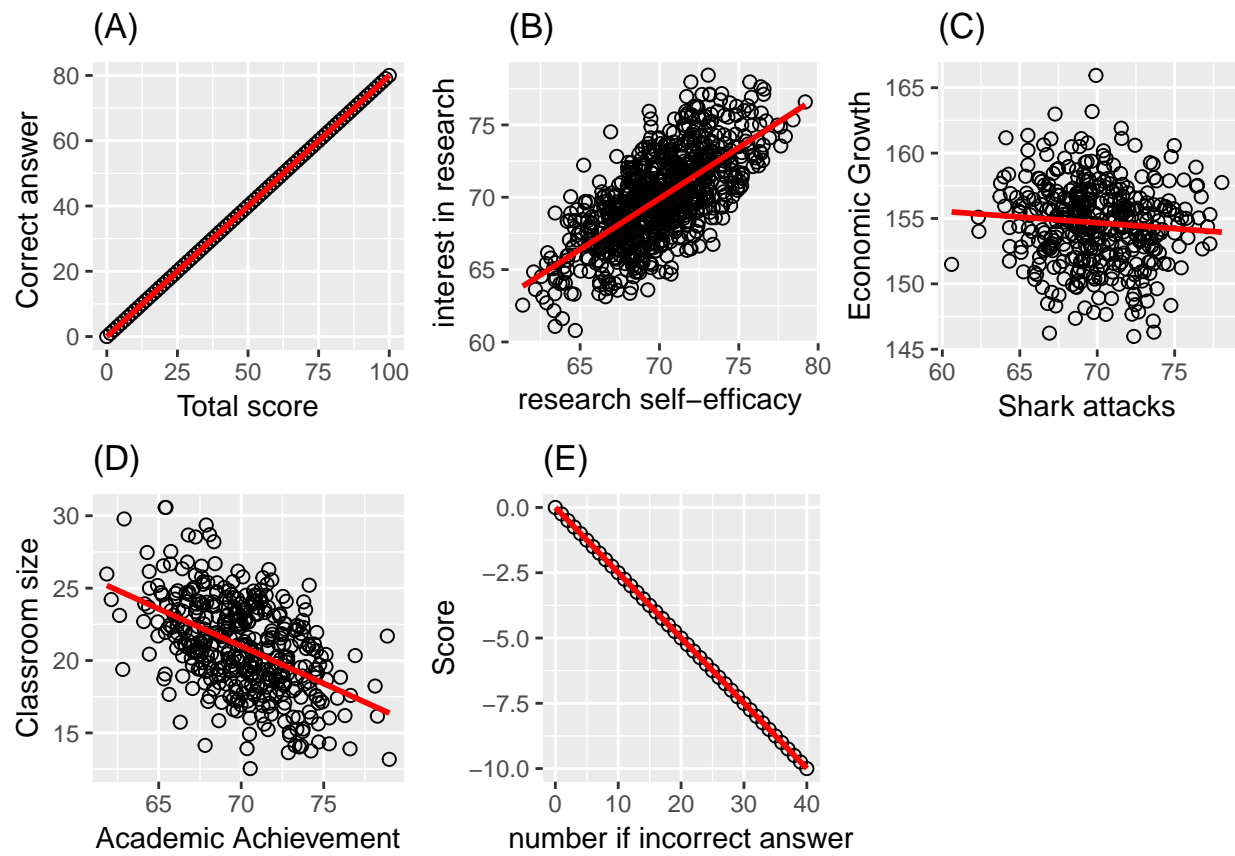 (A)
Correct answer
80
60
40
20
0
0 25 50 75 100
Total score
(B)
interest in research
75
70
65
60
65 70 75 80
research self−efficacy
(C)
Economic Growth
165
160
155
150
145
60 65 70 75
Shark attacks
(D)
Classroom size
30
25
20
15
65 70 75
Academic Achievement
(E)
Score
0.0
−2.5
−5.0
−7.5
−10.0
0 10 20 30 40
number if incorrect answer